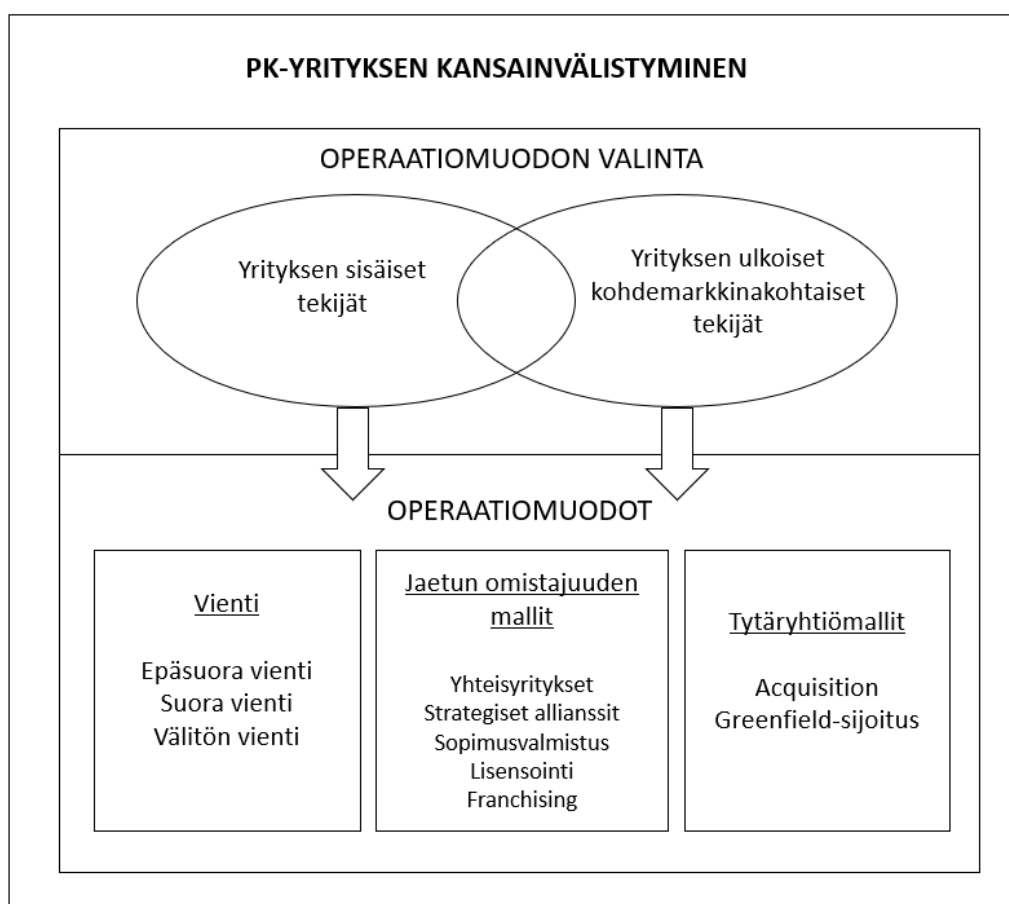 PK-YRITYKSEN KANSAINVÄLISTYMINEN
OPERAATIOMUODON VALINTA
Yrityksen sisäiset
tekijät
Yrityksen ulkoiset
kohdemarkkinakohtaiset
tekijät
OPERAATIOMUODOT
Vienti
Epäsuora vienti
Suora vienti
Välitön vienti
Jaetun omistajuuden
mallit
Yhteisyritykset
Strategiset allianssit
Sopimusvalmistus
Lisensointi
Franchising
Tytäryhtiömallit
Acquisition
Greenfield-sijoitus